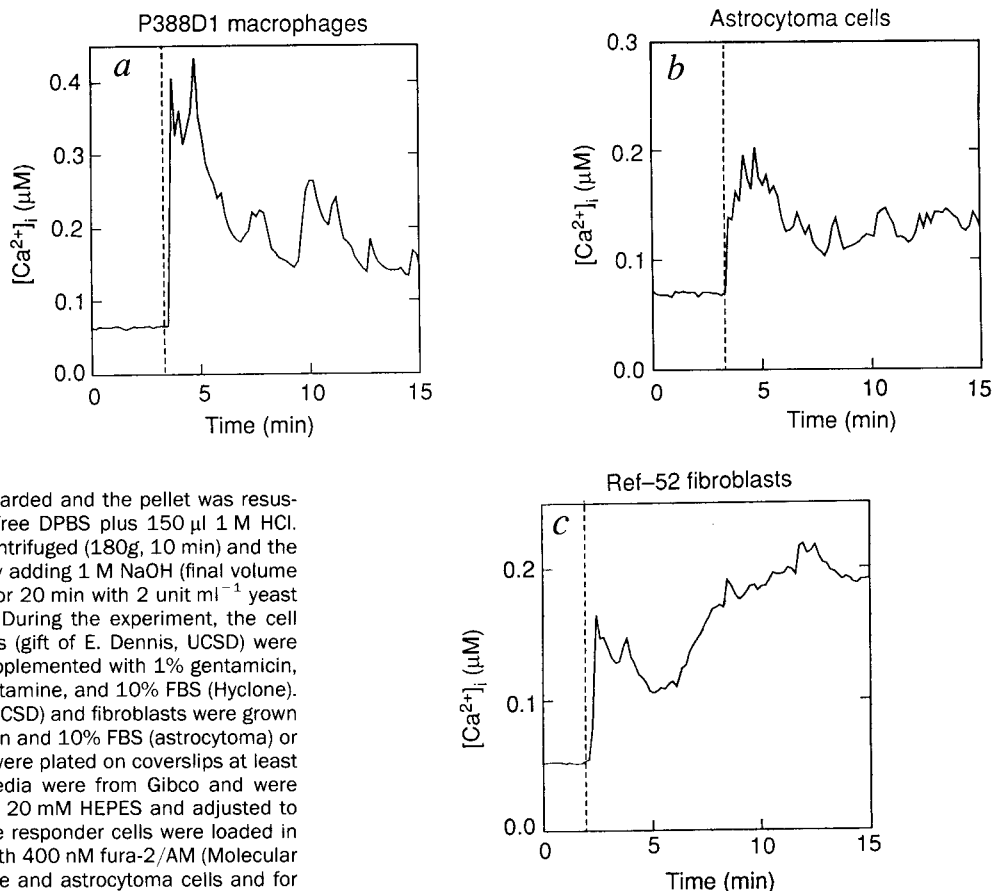 P388D1 macrophages
a
0.4
0.3
0.2
0.1
0.0
[Ca²⁺]ᵢ (μM)
0 5 10 15
Time (min)
Astrocytoma cells
b
0.3
0.2
0.1
0.0
[Ca²⁺]ᵢ (μM)
0 5 10 15
Time (min)
arded and the pellet was resus-
free DPBS plus 150 μl 1 M HCl.
ntrifuged (180g, 10 min) and the
y adding 1 M NaOH (final volume
or 20 min with 2 unit ml⁻¹ yeast
During the experiment, the cell
s (gift of E. Dennis, UCSD) were
pplemented with 1% gentamicin,
tamine, and 10% FBS (Hyclone).
CSD) and fibroblasts were grown
n and 10% FBS (astrocytoma) or
were plated on coverslips at least
edia were from Gibco and were
20 mM HEPES and adjusted to
e responder cells were loaded in
th 400 nM fura-2/AM (Molecular
e and astrocytoma cells and for
Ref–52 fibroblasts
c
0.2
0.1
0.0
[Ca²⁺]ᵢ (μM)
0 5 10 15
Time (min)